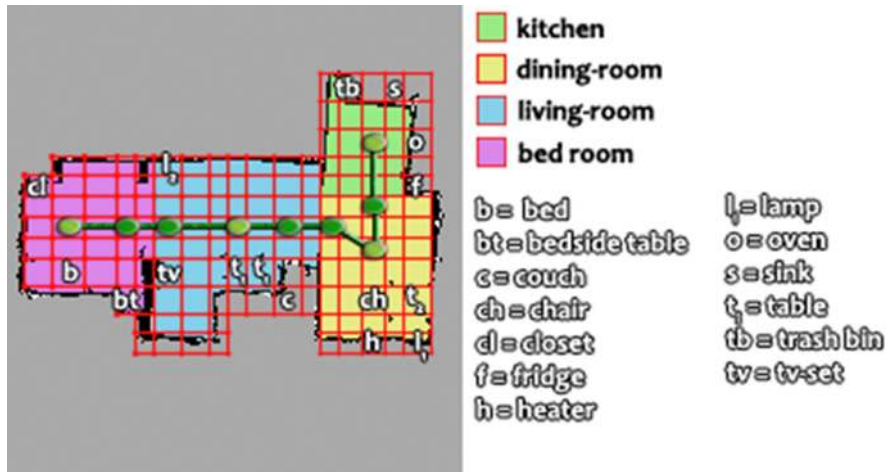 kitchen
dining-room
living-room
bed room
b = bed
bt = bedside table
c = couch
ch = chair
cl = closet
f = fridge
h = heater
l₁ = lamp
o = oven
s = sink
t₁ = table
tb = trash bin
tv = tv-set
tb s
o
l₂
cl f
b tv t₁ t₁
bt c ch t₂
h l₁